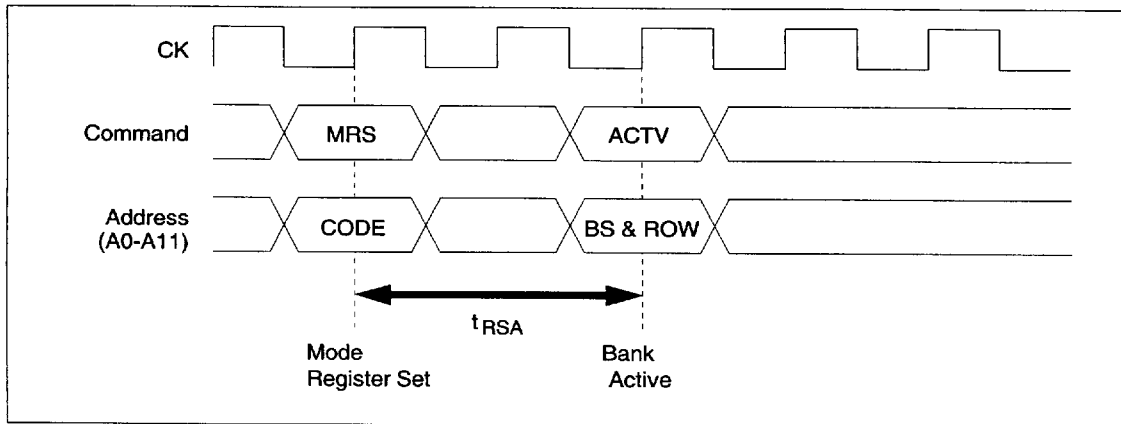 CK
Command
MRS
ACTV
Address
(A0-A11)
CODE
BS & ROW
tRSA
Mode
Register Set
Bank
Active